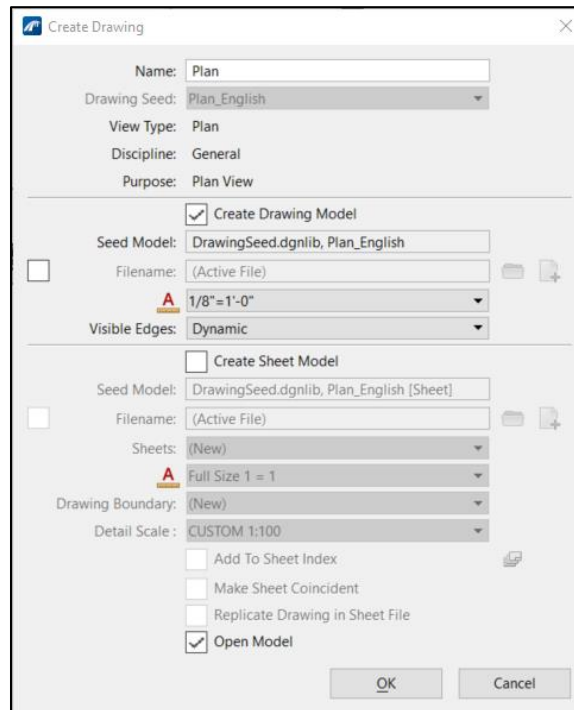 Create Drawing
Name: Plan
Drawing Seed: Plan_English
View Type: Plan
Discipline: General
Purpose: Plan View
Create Drawing Model
Seed Model: DrawingSeed.dgnlib, Plan_English
Filename: (Active File)
A 1/8"=1'-0"
Visible Edges: Dynamic
Create Sheet Model
Seed Model: DrawingSeed.dgnlib, Plan_English [Sheet]
Filename: (Active File)
Sheets: (New)
A Full Size 1 = 1
Drawing Boundary: (New)
Detail Scale : CUSTOM 1:100
Add To Sheet Index
Make Sheet Coincident
Replicate Drawing in Sheet File
Open Model
OK Cancel